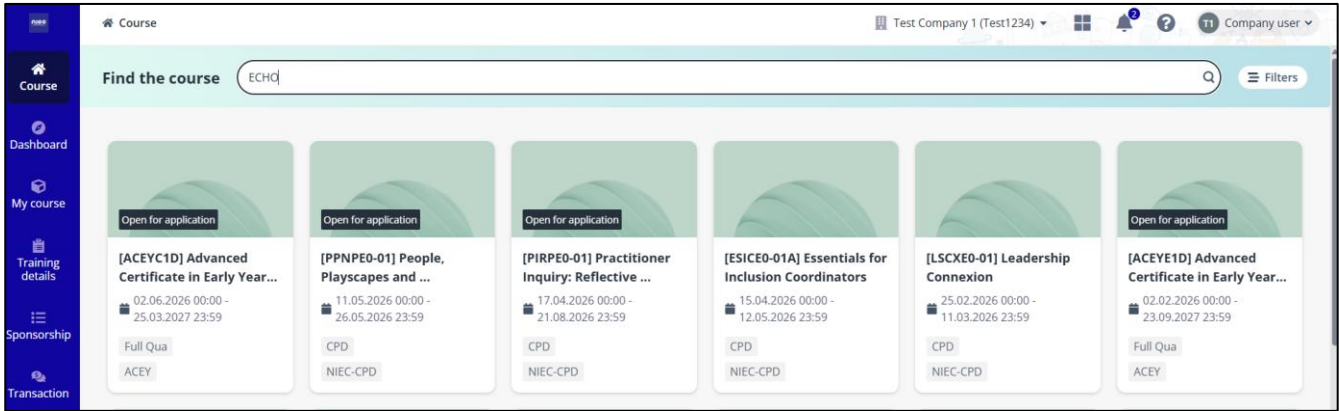 niec
Course
Test Company 1 (Test1234)
2
T1
Company user
Course
Dashboard
My course
Training
details
Sponsorship
Transaction
Find the course
ECHO
Filters
Open for application
[ACEYC1D] Advanced
Certificate in Early Year...
02.06.2026 00:00 -
25.03.2027 23:59
Full Qua
ACEY
Open for application
[PPNPE0-01] People,
Playscapes and ...
11.05.2026 00:00 -
26.05.2026 23:59
CPD
NIEC-CPD
Open for application
[PIRPE0-01] Practitioner
Inquiry: Reflective ...
17.04.2026 00:00 -
21.08.2026 23:59
CPD
NIEC-CPD
[ESICE0-01A] Essentials for
Inclusion Coordinators
15.04.2026 00:00 -
12.05.2026 23:59
CPD
NIEC-CPD
[LSCXE0-01] Leadership
Connexion
25.02.2026 00:00 -
11.03.2026 23:59
CPD
NIEC-CPD
Open for application
[ACEYE1D] Advanced
Certificate in Early Year...
02.02.2026 00:00 -
23.09.2027 23:59
Full Qua
ACEY